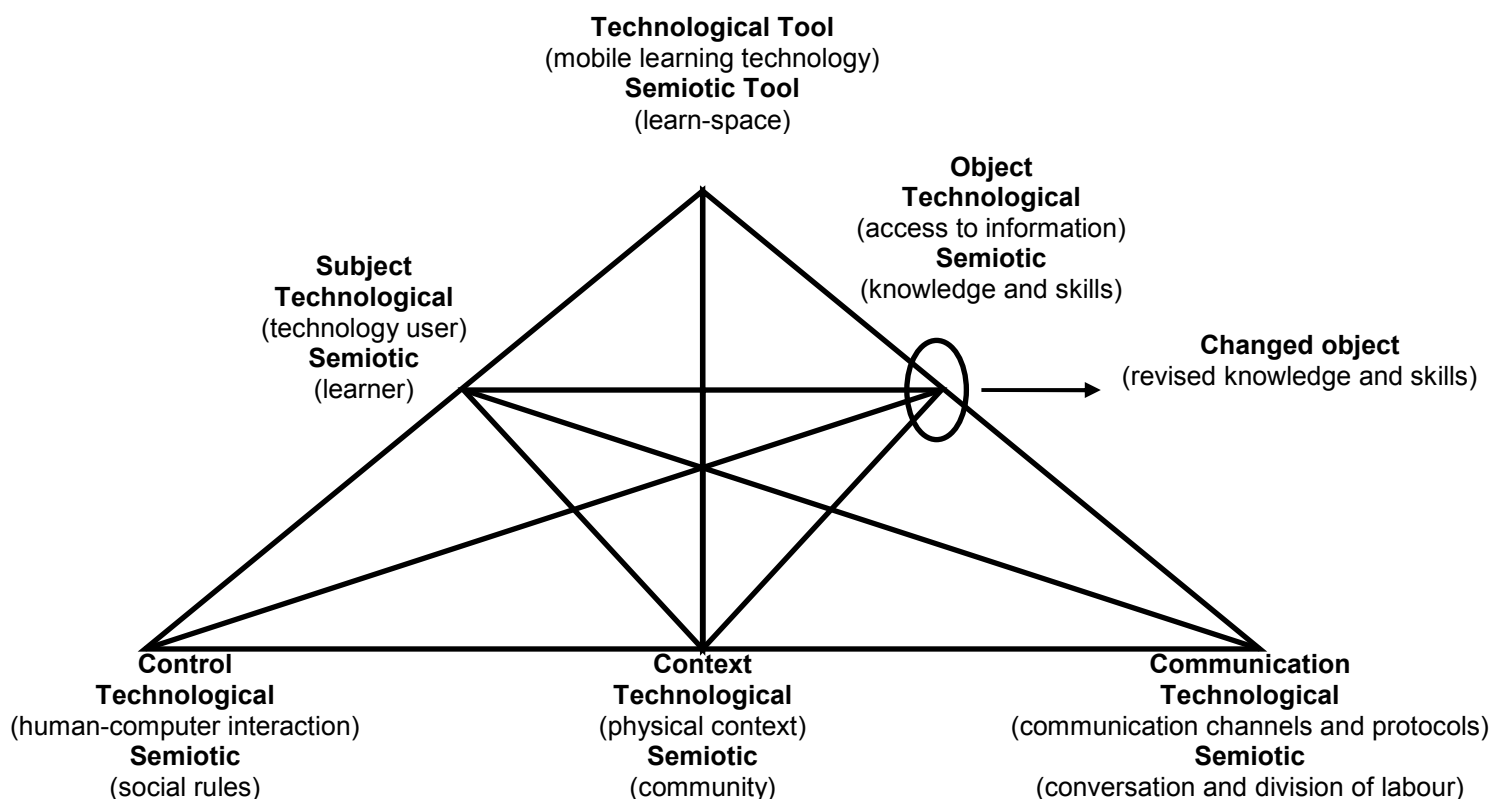 Technological Tool
(mobile learning technology)
Semiotic Tool
(learn-space)
Object
Technological
(access to information)
Semiotic
(knowledge and skills)
Subject
Technological
(technology user)
Semiotic
(learner)
Changed object
(revised knowledge and skills)
Control
Technological
(human-computer interaction)
Semiotic
(social rules)
Context
Technological
(physical context)
Semiotic
(community)
Communication
Technological
(communication channels and protocols)
Semiotic
(conversation and division of labour)